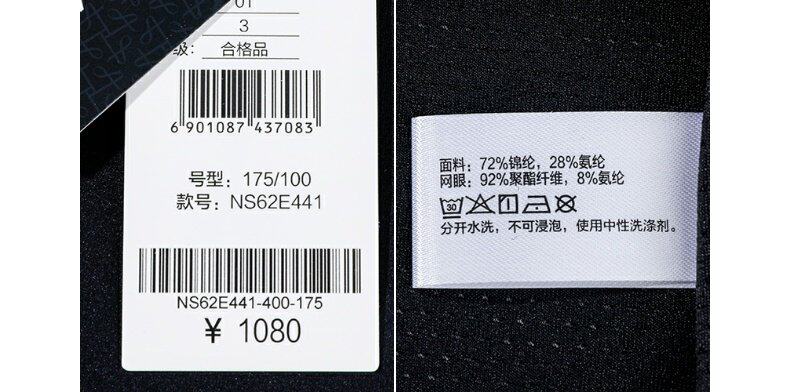 01
3
级: 合格品
6 901087 437083
号型: 175/100
款号: NS62E441
NS62E441-400-175
¥ 1080
面料: 72%锦纶, 28%氨纶
网眼: 92%聚酯纤维, 8%氨纶
30
分开水洗, 不可浸泡, 使用中性洗涤剂。